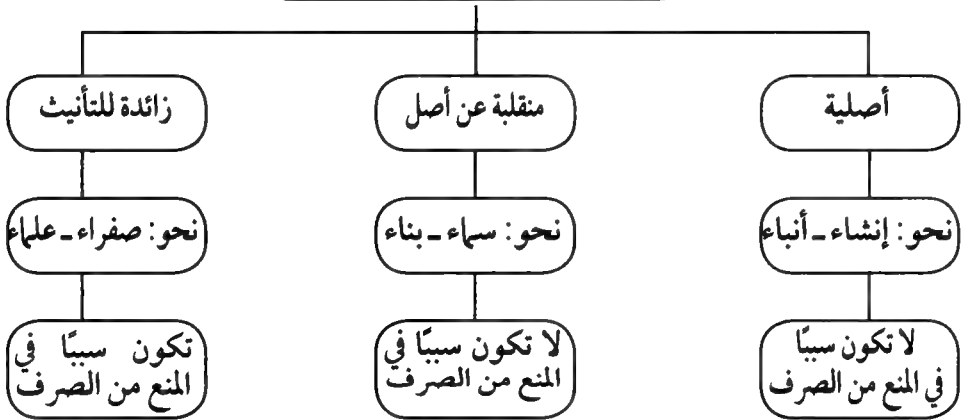 أصلية
منقلبة عن أصل
زائدة للتأنيث
نحو: إنشاء ـ أنباء
نحو: سماء ـ بناء
نحو: صفراء ـ علماء
لا تكون سببًا
في المنع من الصرف
لا تكون سببًا في
المنع من الصرف
تكون سببًا في
المنع من الصرف